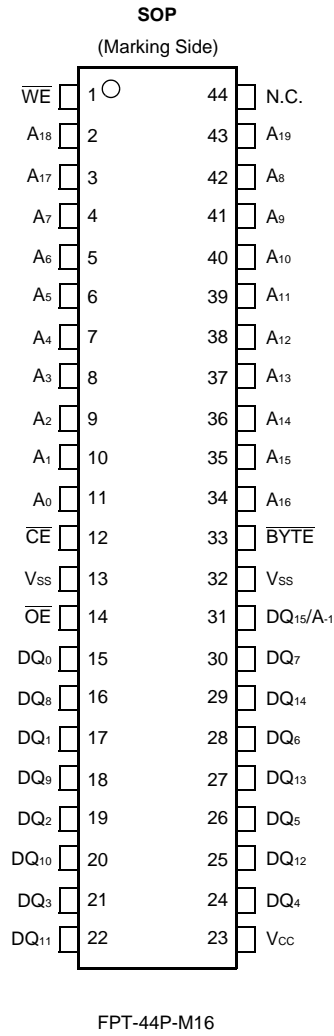 SOP
(Marking Side)
WE 1 44 N.C.
A18 2 43 A19
A17 3 42 A8
A7 4 41 A9
A6 5 40 A10
A5 6 39 A11
A4 7 38 A12
A3 8 37 A13
A2 9 36 A14
A1 10 35 A15
A0 11 34 A16
CE 12 33 BYTE
VSS 13 32 VSS
OE 14 31 DQ15/A-1
DQ0 15 30 DQ7
DQ8 16 29 DQ14
DQ1 17 28 DQ6
DQ9 18 27 DQ13
DQ2 19 26 DQ5
DQ10 20 25 DQ12
DQ3 21 24 DQ4
DQ11 22 23 VCC
FPT-44P-M16